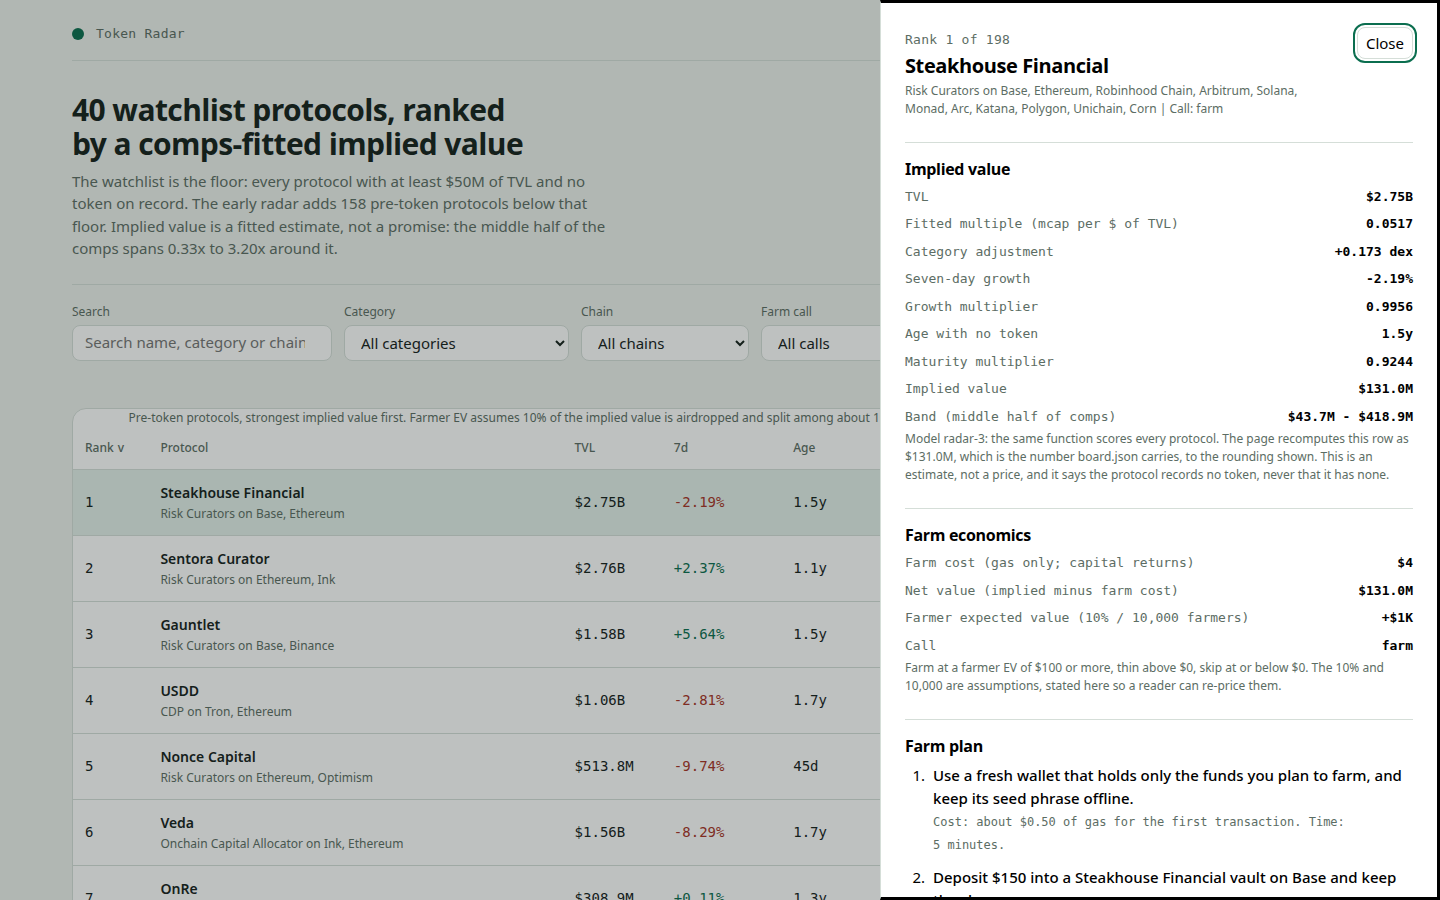 Token Radar
40 watchlist protocols, ranked
by a comps-fitted implied value
The watchlist is the floor: every protocol with at least $50M of TVL and no
token on record. The early radar adds 158 pre-token protocols below that
floor. Implied value is a fitted estimate, not a promise: the middle half of the
comps spans 0.33x to 3.20x around it.
Search Category Chain Farm call
Search name, category or chain All categories All chains All calls
Pre-token protocols, strongest implied value first. Farmer EV assumes 10% of the implied value is airdropped and split among about 1
Rank v Protocol TVL 7d Age
1 Steakhouse Financial $2.75B -2.19% 1.5y
Risk Curators on Base, Ethereum
2 Sentora Curator $2.76B +2.37% 1.1y
Risk Curators on Ethereum, Ink
3 Gauntlet $1.58B +5.64% 1.5y
Risk Curators on Base, Binance
4 USDD $1.06B -2.81% 1.7y
CDP on Tron, Ethereum
5 Nonce Capital $513.8M -9.74% 45d
Risk Curators on Ethereum, Optimism
6 Veda $1.56B -8.29% 1.7y
Onchain Capital Allocator on Ink, Ethereum
7 OnRe $308.9M +0.11% 1.3y
Rank 1 of 198
Close
Steakhouse Financial
Risk Curators on Base, Ethereum, Robinhood Chain, Arbitrum, Solana,
Monad, Arc, Katana, Polygon, Unichain, Corn | Call: farm
Implied value
TVL $2.75B
Fitted multiple (mcap per $ of TVL) 0.0517
Category adjustment +0.173 dex
Seven-day growth -2.19%
Growth multiplier 0.9956
Age with no token 1.5y
Maturity multiplier 0.9244
Implied value $131.0M
Band (middle half of comps) $43.7M - $418.9M
Model radar-3: the same function scores every protocol. The page recomputes this row as
$131.0M, which is the number board.json carries, to the rounding shown. This is an
estimate, not a price, and it says the protocol records no token, never that it has none.
Farm economics
Farm cost (gas only; capital returns) $4
Net value (implied minus farm cost) $131.0M
Farmer expected value (10% / 10,000 farmers) +$1K
Call farm
Farm at a farmer EV of $100 or more, thin above $0, skip at or below $0. The 10% and
10,000 are assumptions, stated here so a reader can re-price them.
Farm plan
1. Use a fresh wallet that holds only the funds you plan to farm, and
keep its seed phrase offline.
Cost: about $0.50 of gas for the first transaction. Time:
5 minutes.
2. Deposit $150 into a Steakhouse Financial vault on Base and keep